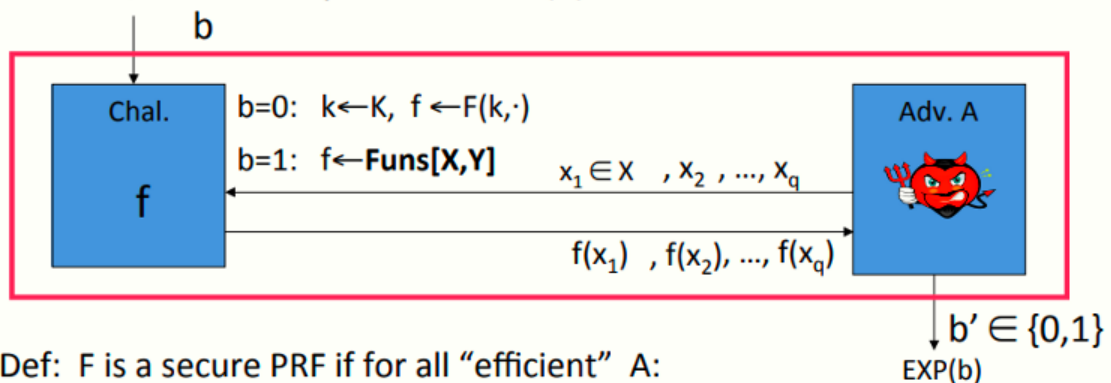 b
Chal.
f
b=0: k←K, f←F(k,·)
b=1: f←Funs[X,Y]
x₁ ∈ X , x₂ , ..., x_q
f(x₁) , f(x₂), ..., f(x_q)
Adv. A
b’ ∈ {0,1}
Def: F is a secure PRF if for all “efficient” A:
EXP(b)